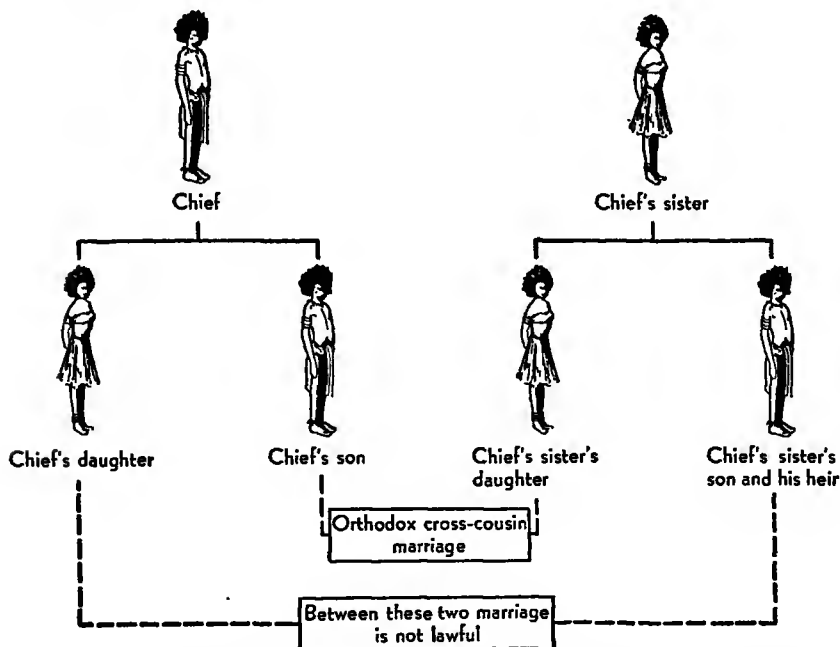 Chief
Chief's sister
Chief's daughter
Chief's son
Chief's sister's
daughter
Chief sister's
son and his heir
Orthodox cross-cousin
marriage
Between these two marriage
is not lawful